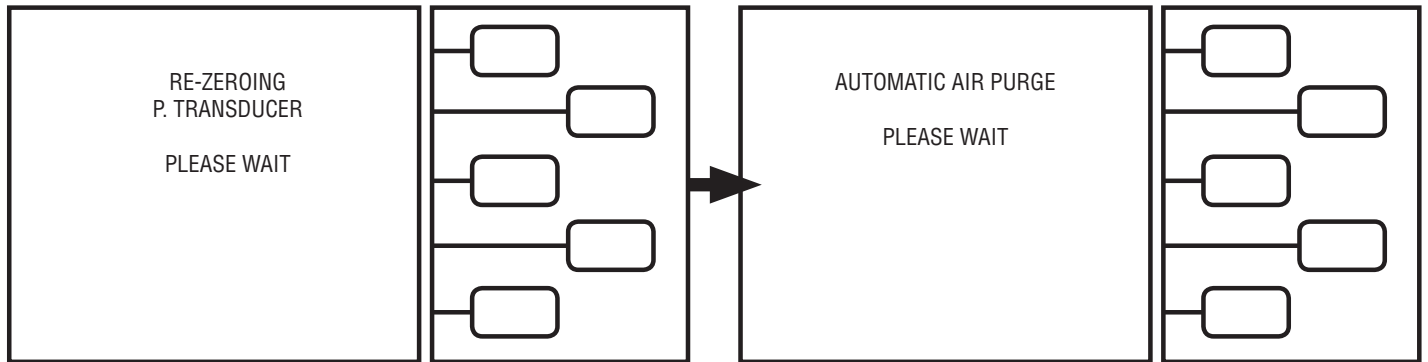 RE-ZEROING
P. TRANSDUCER
PLEASE WAIT
AUTOMATIC AIR PURGE
PLEASE WAIT